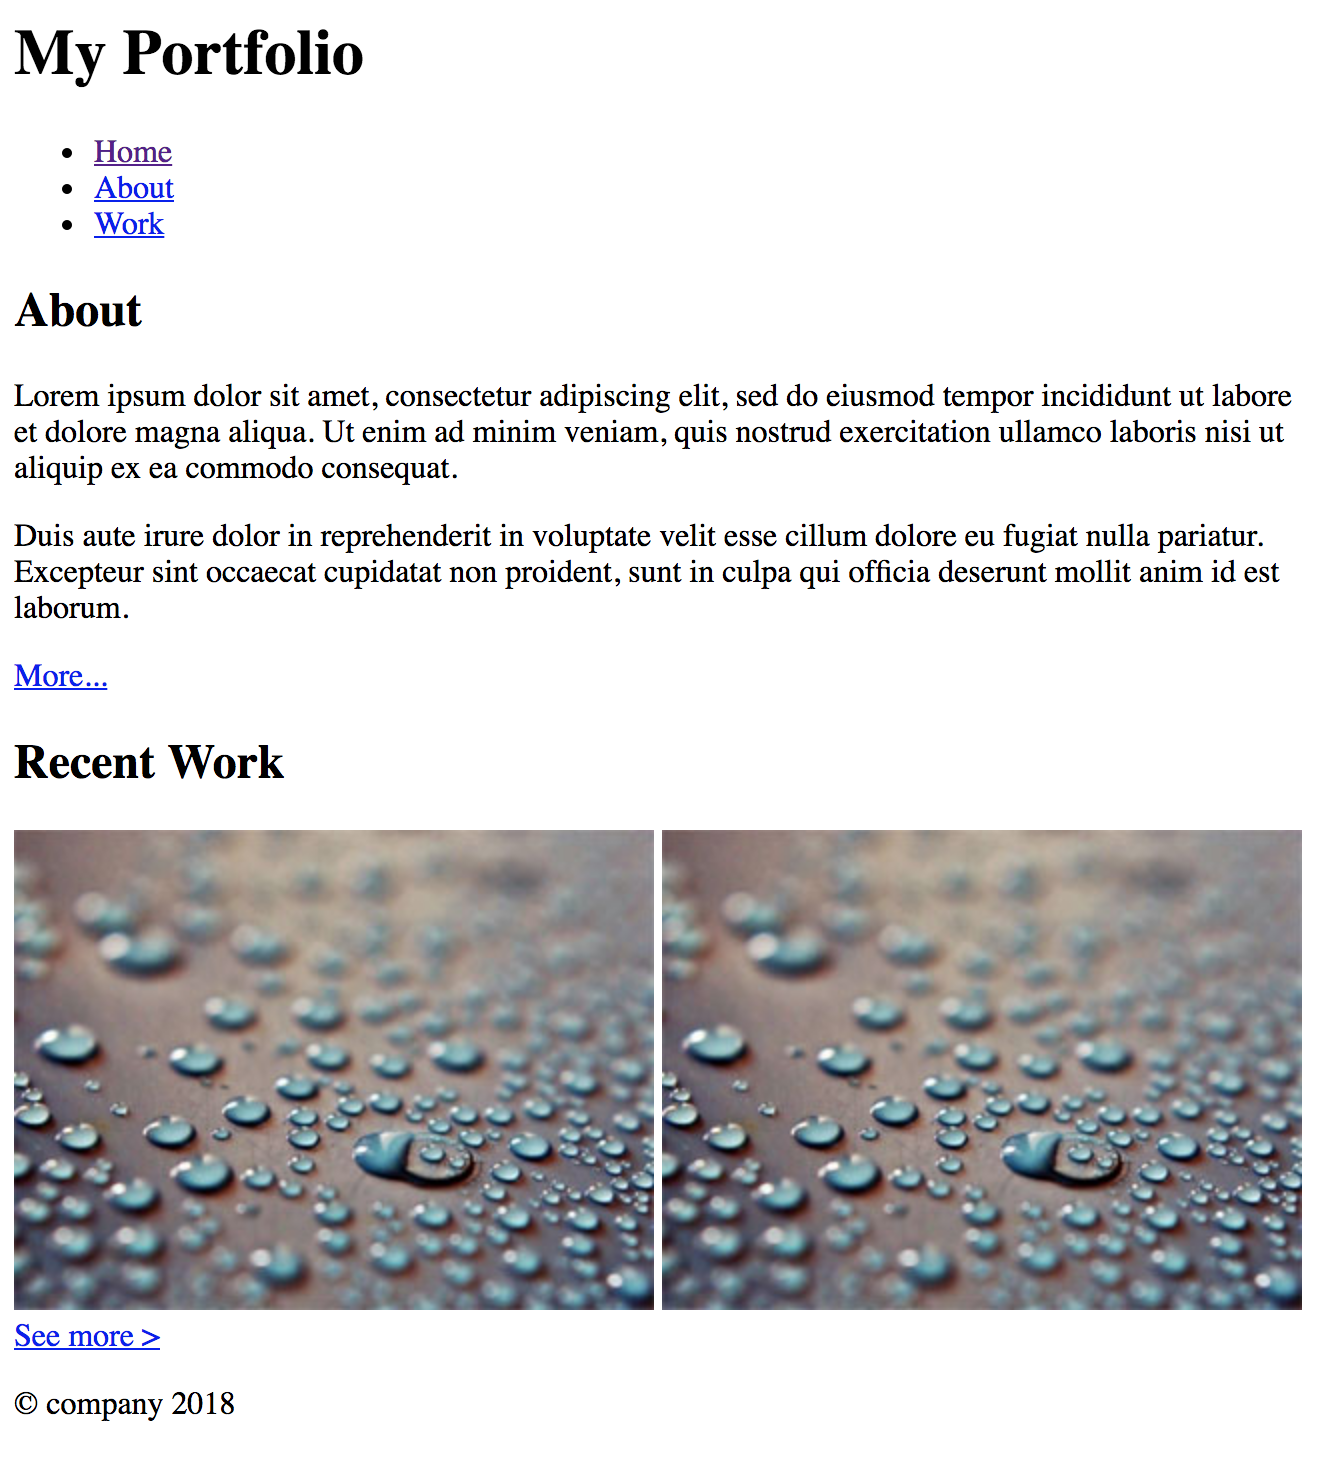 My Portfolio
Home
About
Work
About
Lorem ipsum dolor sit amet, consectetur adipiscing elit, sed do eiusmod tempor incididunt ut labore
et dolore magna aliqua. Ut enim ad minim veniam, quis nostrud exercitation ullamco laboris nisi ut
aliquip ex ea commodo consequat.
Duis aute irure dolor in reprehenderit in voluptate velit esse cillum dolore eu fugiat nulla pariatur.
Excepteur sint occaecat cupidatat non proident, sunt in culpa qui officia deserunt mollit anim id est
laborum.
More...
Recent Work
See more >
© company 2018